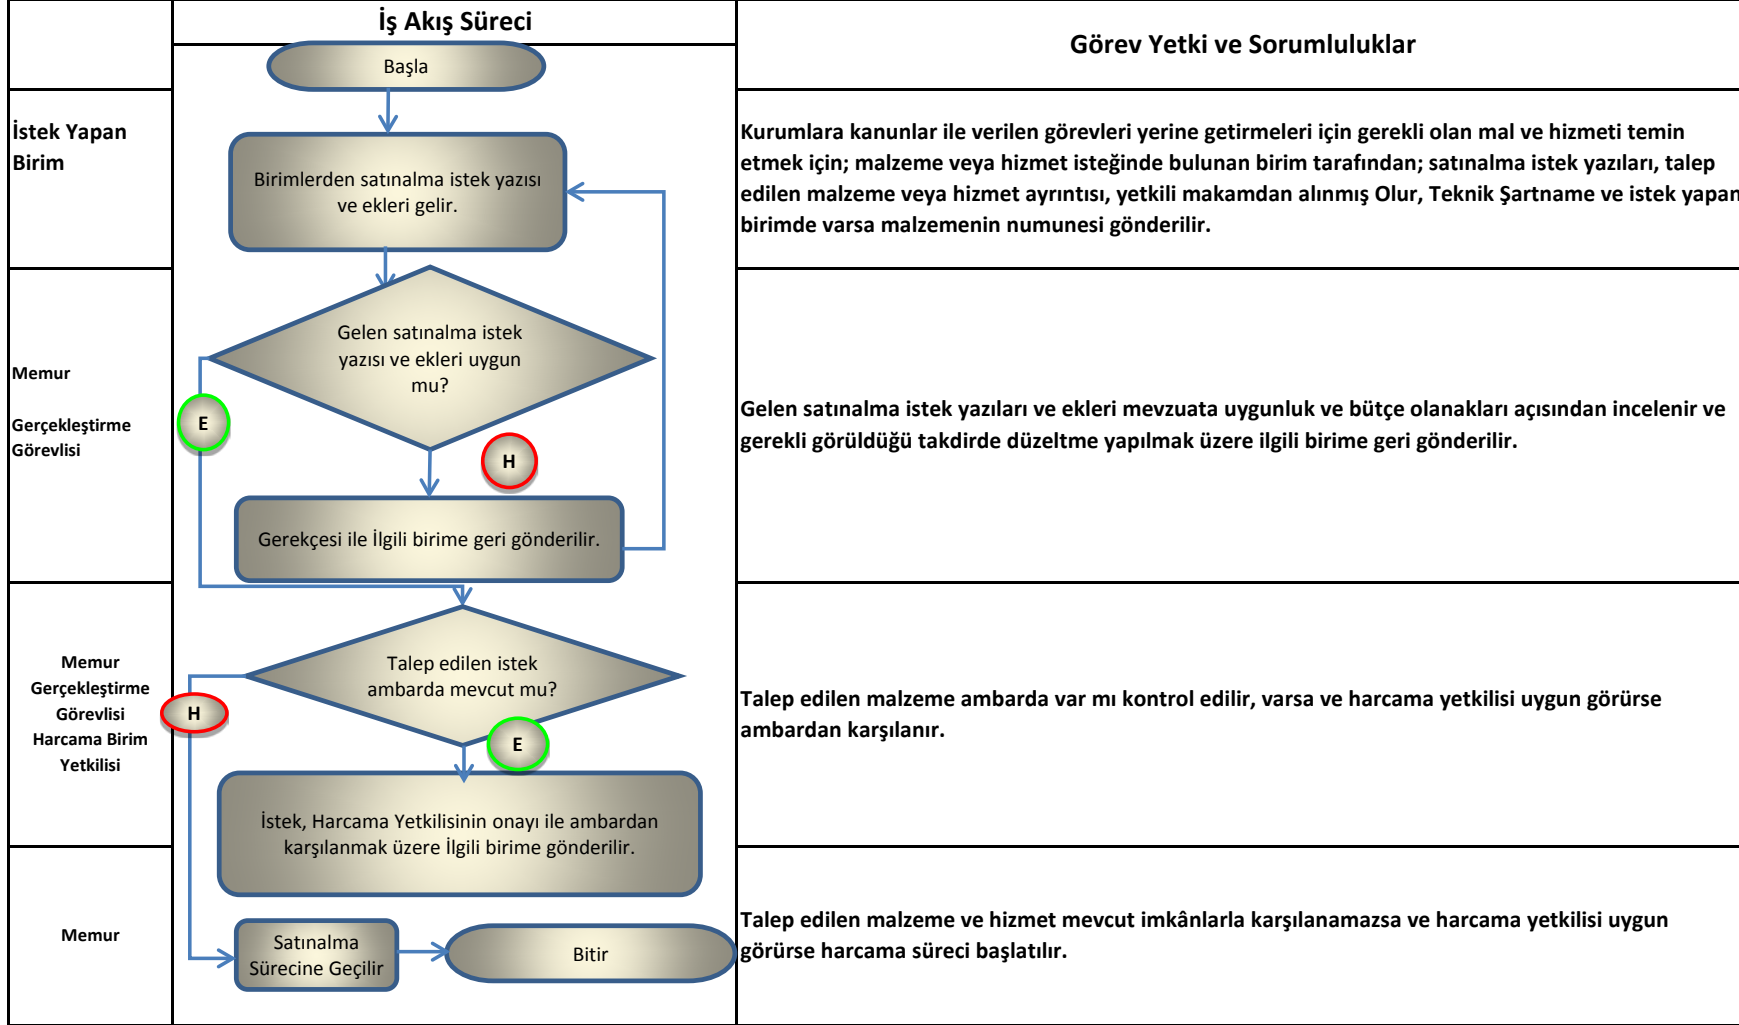 İş Akış Süreci
Görev Yetki ve Sorumluluklar
Başla
İstek Yapan
Birim
Birimlerden satınalma istek yazısı
ve ekleri gelir.
Kurumlara kanunlar ile verilen görevleri yerine getirmeleri için gerekli olan mal ve hizmeti temin
etmek için; malzeme veya hizmet isteğinde bulunan birim tarafından; satınalma istek yazıları, talep
edilen malzeme veya hizmet ayrıntısı, yetkili makamdan alınmış Olur, Teknik Şartname ve istek yapan
birimde varsa malzemenin numunesi gönderilir.
Memur
Gerçekleştirme
Görevlisi
Gelen satınalma istek
yazısı ve ekleri uygun
mu?
E
H
Gerekçesi ile İlgili birime geri gönderilir.
Gelen satınalma istek yazıları ve ekleri mevzuata uygunluk ve bütçe olanakları açısından incelenir ve
gerekli görüldüğü takdirde düzeltme yapılmak üzere ilgili birime geri gönderilir.
Memur
Gerçekleştirme
Görevlisi
Harcama Birim
Yetkilisi
Talep edilen istek
ambarda mevcut mu?
H
E
İstek, Harcama Yetkilisinin onayı ile ambardan
karşılanmak üzere İlgili birime gönderilir.
Talep edilen malzeme ambarda var mı kontrol edilir, varsa ve harcama yetkilisi uygun görürse
ambardan karşılanır.
Memur
Satınalma
Sürecine Geçilir
Bitir
Talep edilen malzeme ve hizmet mevcut imkânlarla karşılanamazsa ve harcama yetkilisi uygun
görürse harcama süreci başlatılır.